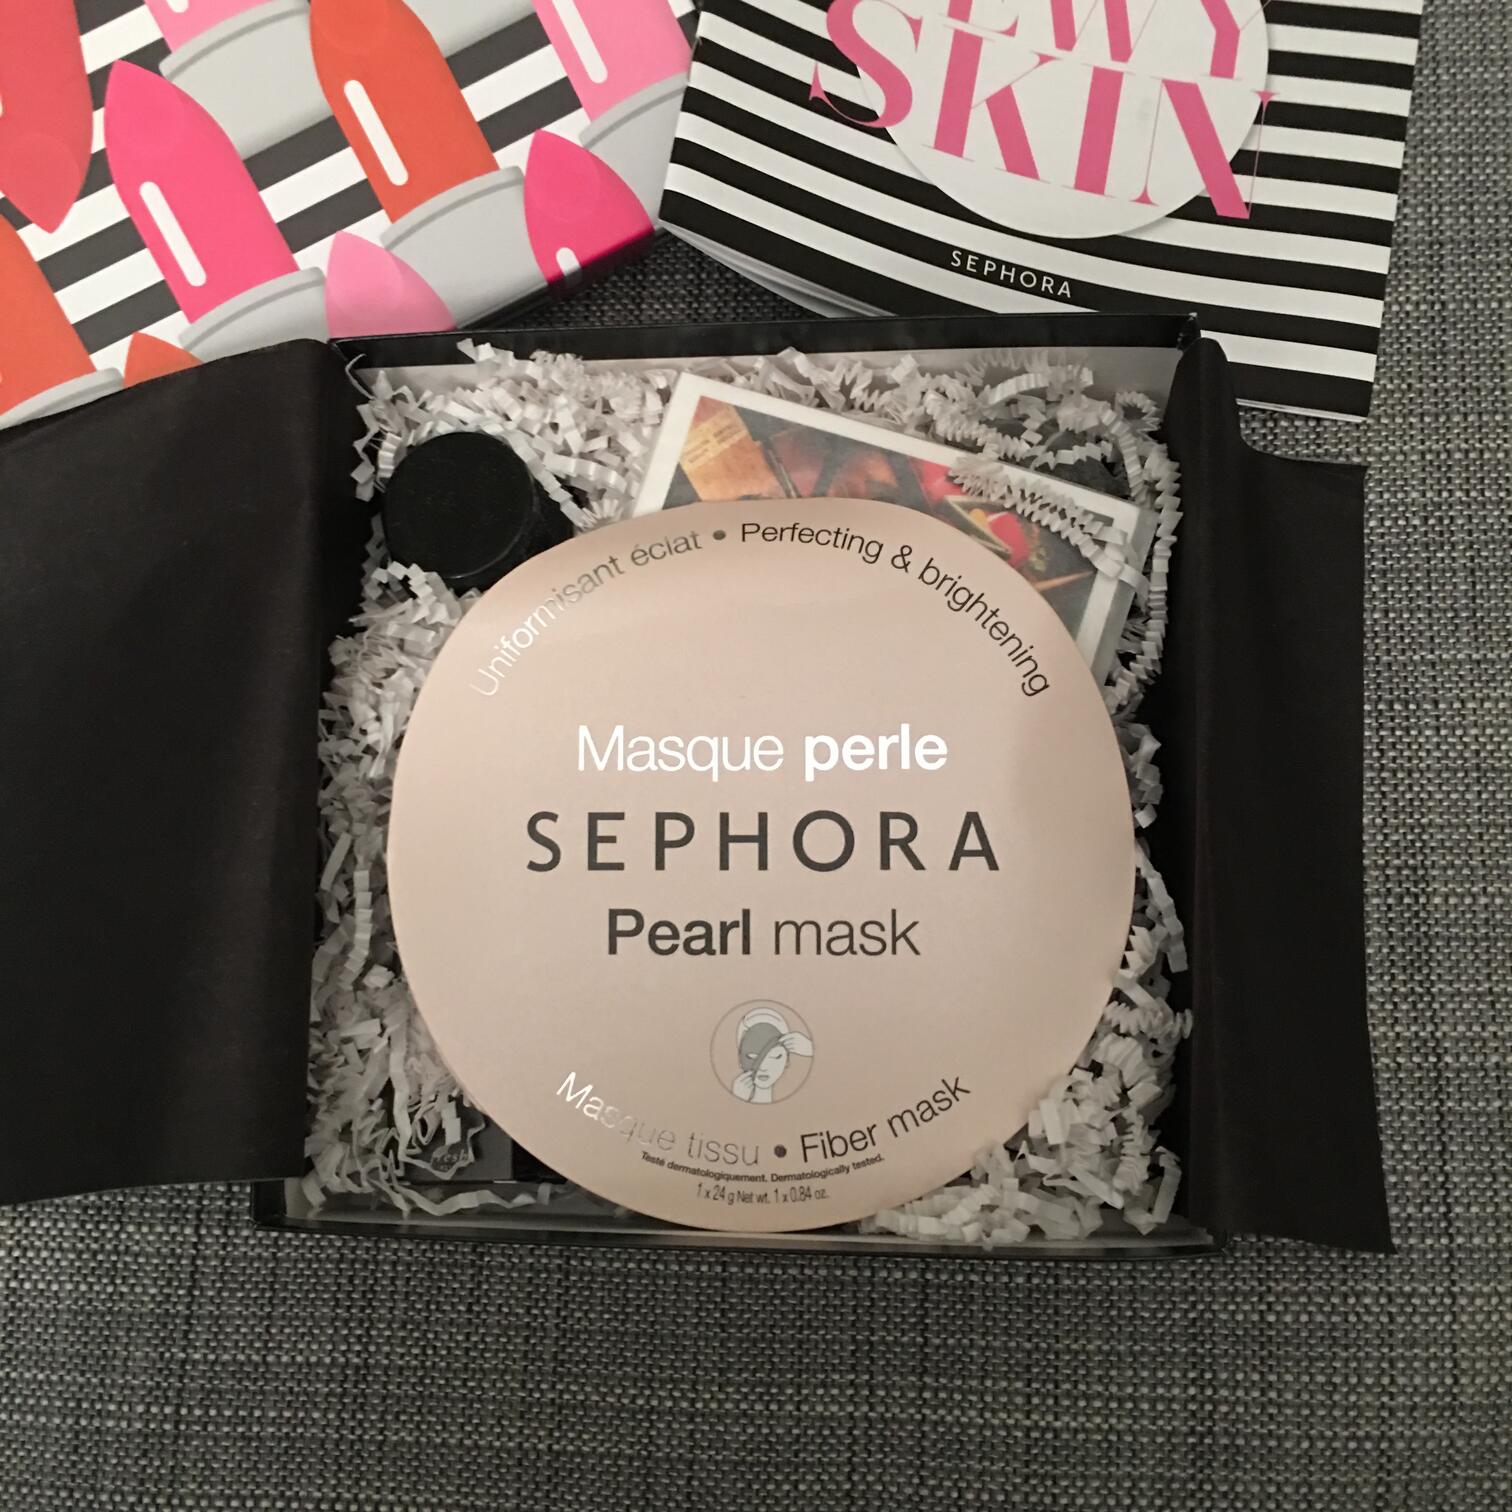 SKIN
SEPHORA
Uniformisant éclat • Perfecting & brightening
Masque perle
SEPHORA
Pearl mask
Masque tissu • Fiber mask
Testé dermatologiquement. Dermatologically tested.
1 x 24 g Net wt. 1 x 0.84 oz.